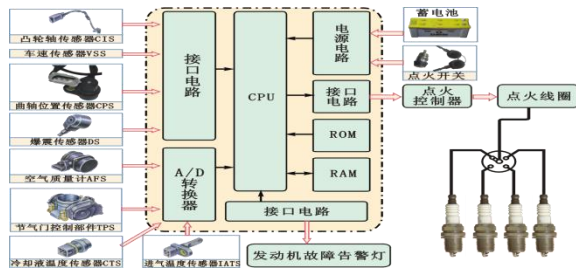 凸轮轴传感器CIS
车速传感器VSS
曲轴位置传感器CPS
爆震传感器DS
空气质量计AFS
节气门控制部件TPS
冷却液温度传感器CTS
进气温度传感器IATS
接口电路
A/D转换器
CPU
电源电路
接口电路
ROM
RAM
接口电路
发动机故障告警灯
蓄电池
点火开关
点火控制器
点火线圈